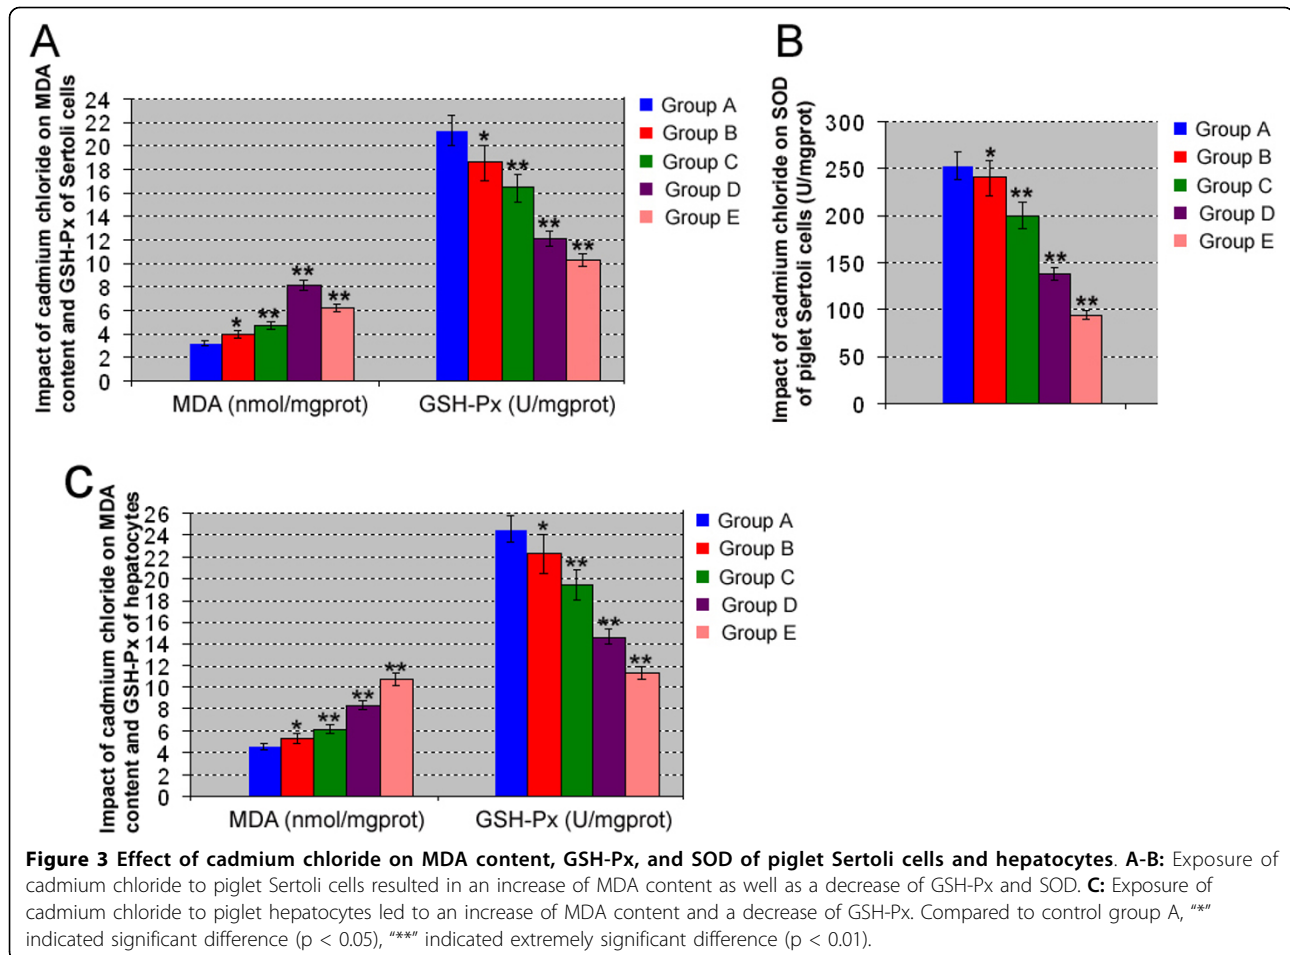 A
Impact of cadmium chloride on MDA
content and GSH-Px of Sertoli cells
24
22
20
18
16
14
12
10
8
6
4
2
0
* ** ** **
* ** ** **
MDA (nmol/mgprot) GSH-Px (U/mgprot)
Group A
Group B
Group C
Group D
Group E
B
Impact of cadmium chloride on SOD
of piglet Sertoli cells (U/mgprot)
300
250
200
150
100
50
0
* ** ** **
Group A
Group B
Group C
Group D
Group E
C
Impact of cadmium chloride on MDA
content and GSH-Px of hepatocytes
26
24
22
20
18
16
14
12
10
8
6
4
2
0
* ** ** **
* ** ** **
MDA (nmol/mgprot) GSH-Px (U/mgprot)
Group A
Group B
Group C
Group D
Group E
Figure 3 Effect of cadmium chloride on MDA content, GSH-Px, and SOD of piglet Sertoli cells and hepatocytes. A-B: Exposure of
cadmium chloride to piglet Sertoli cells resulted in an increase of MDA content as well as a decrease of GSH-Px and SOD. C: Exposure of
cadmium chloride to piglet hepatocytes led to an increase of MDA content and a decrease of GSH-Px. Compared to control group A, “*”
indicated significant difference (p < 0.05), “**” indicated extremely significant difference (p < 0.01).